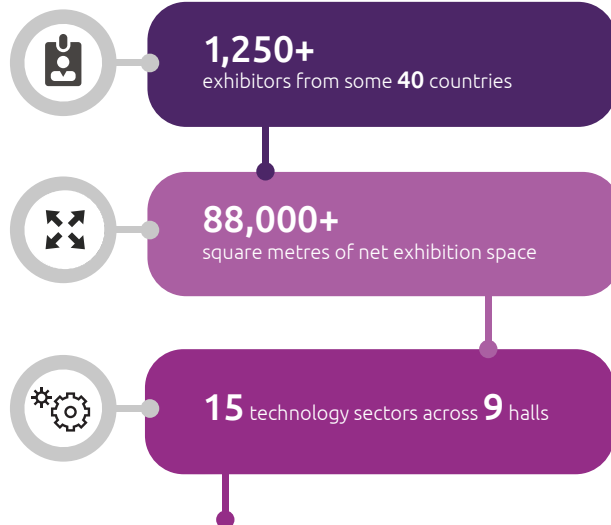 1,250+
exhibitors from some 40 countries
88,000+
square metres of net exhibition space
15 technology sectors across 9 halls